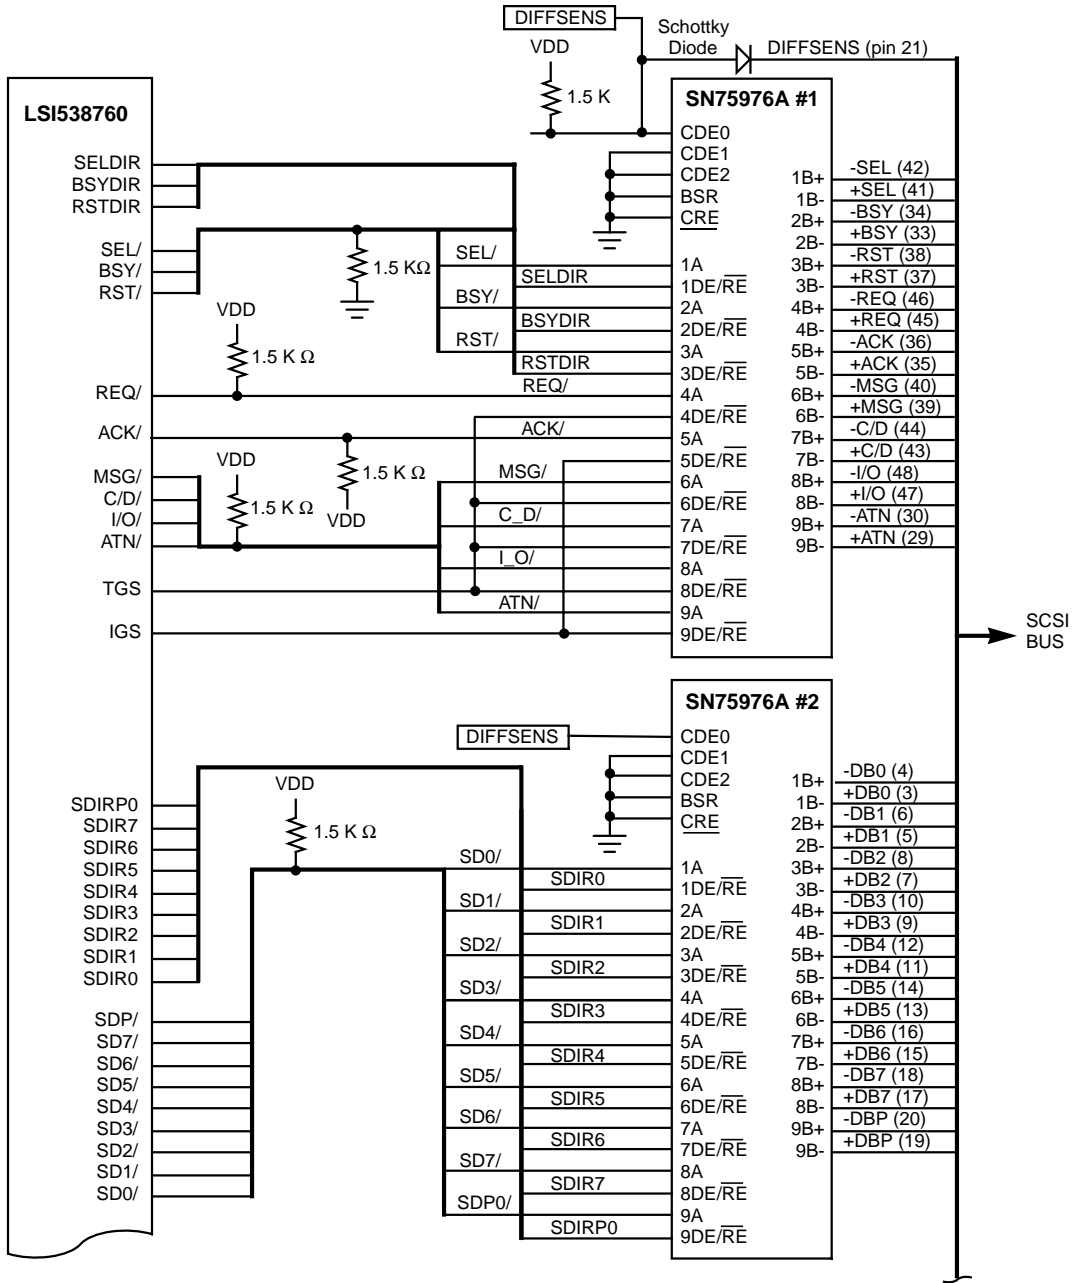 DIFFSENS
VDD
1.5 K
Schottky
Diode
DIFFSENS (pin 21)
LSI538760
SELDIR
BSYDIR
RSTDIR
SEL/
BSY/
RST/
1.5 KΩ
VDD
1.5 K Ω
REQ/
ACK/
VDD
1.5 K Ω
1.5 K Ω
VDD
MSG/
C/D/
I/O/
ATN/
TGS
IGS
SEL/
SELDIR
BSY/
BSYDIR
RST/
RSTDIR
REQ/
ACK/
MSG/
C_D/
I_O/
ATN/
SN75976A #1
CDE0
CDE1
CDE2
BSR
CRE
1A
1DE/RE
2A
2DE/RE
3A
3DE/RE
4A
4DE/RE
5A
5DE/RE
6A
6DE/RE
7A
7DE/RE
8A
8DE/RE
9A
9DE/RE
1B+
1B-
2B+
2B-
3B+
3B-
4B+
4B-
5B+
5B-
6B+
6B-
7B+
7B-
8B+
8B-
9B+
9B-
-SEL (42)
+SEL (41)
-BSY (34)
+BSY (33)
-RST (38)
+RST (37)
-REQ (46)
+REQ (45)
-ACK (36)
+ACK (35)
-MSG (40)
+MSG (39)
-C/D (44)
+C/D (43)
-I/O (48)
+I/O (47)
-ATN (30)
+ATN (29)
SCSI
BUS
SDIRP0
SDIR7
SDIR6
SDIR5
SDIR4
SDIR3
SDIR2
SDIR1
SDIR0
SDP/
SD7/
SD6/
SD5/
SD4/
SD3/
SD2/
SD1/
SD0/
VDD
1.5 K Ω
DIFFSENS
SD0/
SDIR0
SD1/
SDIR1
SD2/
SDIR2
SD3/
SDIR3
SD4/
SDIR4
SD5/
SDIR5
SD6/
SDIR6
SD7/
SDIR7
SDP0/
SDIRP0
SN75976A #2
CDE0
CDE1
CDE2
BSR
CRE
1A
1DE/RE
2A
2DE/RE
3A
3DE/RE
4A
4DE/RE
5A
5DE/RE
6A
6DE/RE
7A
7DE/RE
8A
8DE/RE
9A
9DE/RE
1B+
1B-
2B+
2B-
3B+
3B-
4B+
4B-
5B+
5B-
6B+
6B-
7B+
7B-
8B+
8B-
9B+
9B-
-DB0 (4)
+DB0 (3)
-DB1 (6)
+DB1 (5)
-DB2 (8)
+DB2 (7)
-DB3 (10)
+DB3 (9)
-DB4 (12)
+DB4 (11)
-DB5 (14)
+DB5 (13)
-DB6 (16)
+DB6 (15)
-DB7 (18)
+DB7 (17)
-DBP (20)
+DBP (19)